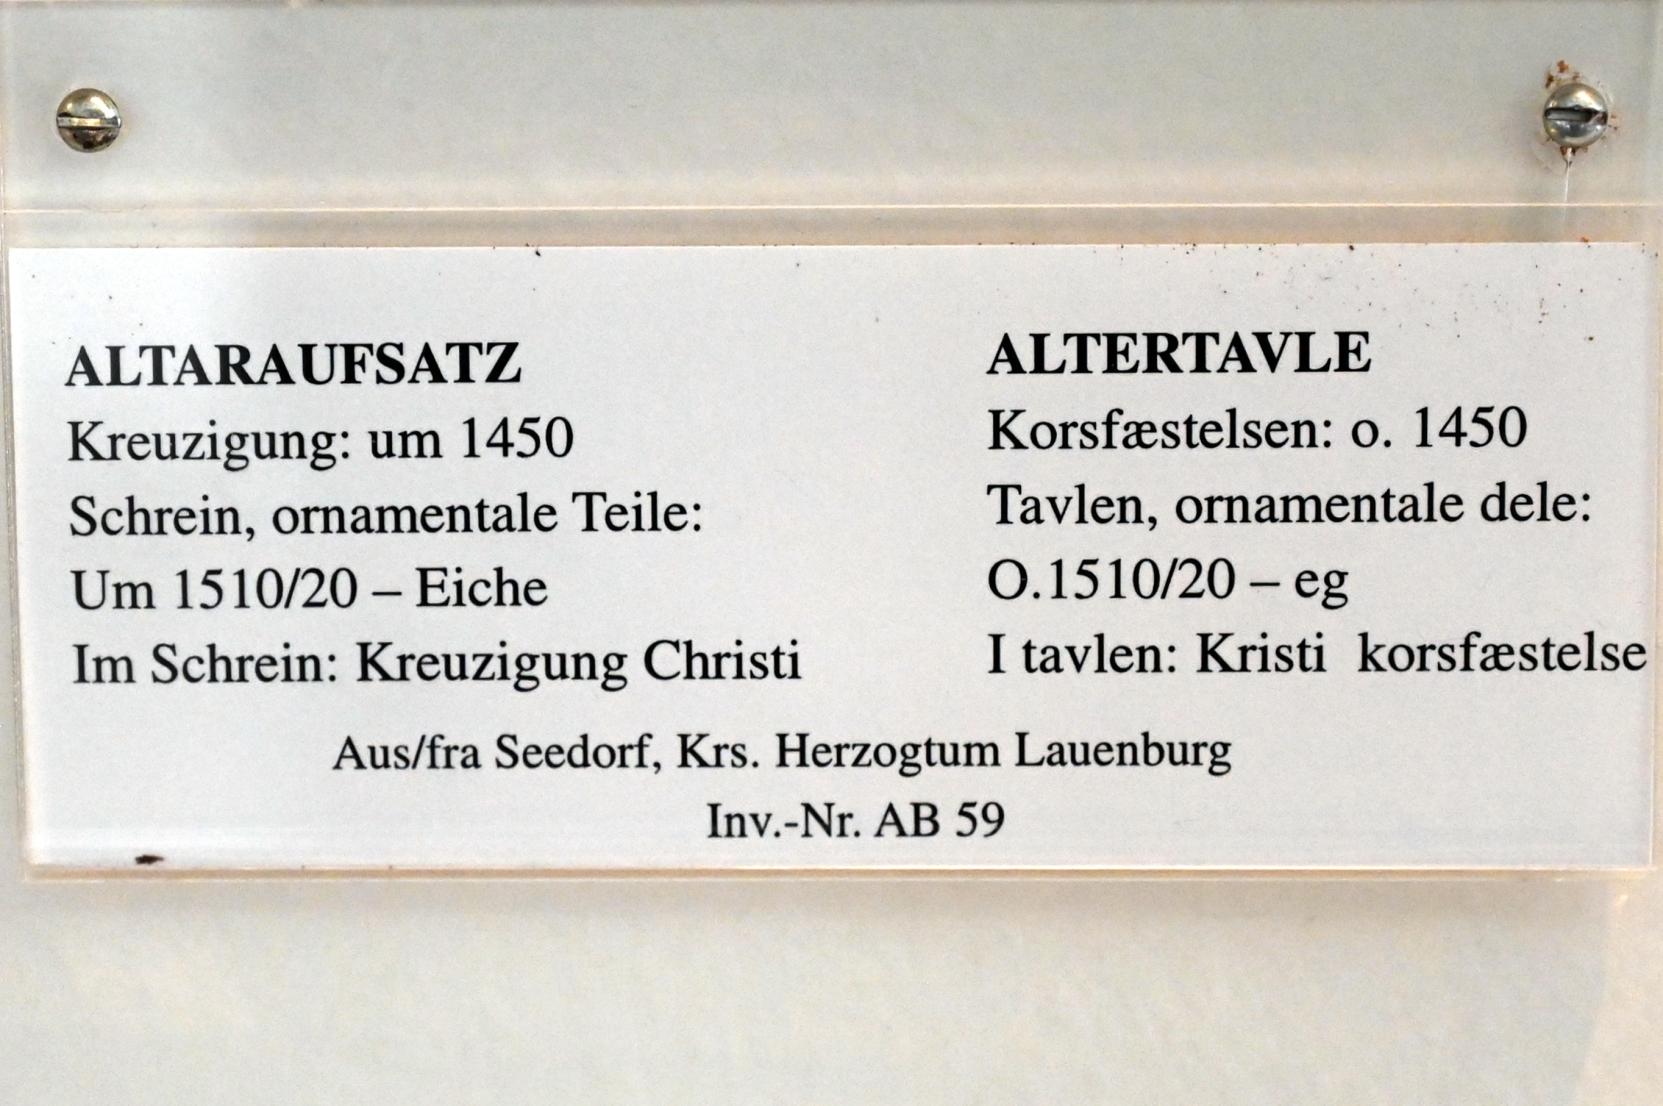 ALTARAUFSATZ
Kreuzigung: um 1450
Schrein, ornamentale Teile:
Um 1510/20 – Eiche
Im Schrein: Kreuzigung Christi
ALTERTAVLE
Korsfæstelsen: o. 1450
Tavlen, ornamentale dele:
O.1510/20 – eg
I tavlen: Kristi korsfæstelse
Aus/fra Seedorf, Krs. Herzogtum Lauenburg
Inv.-Nr. AB 59